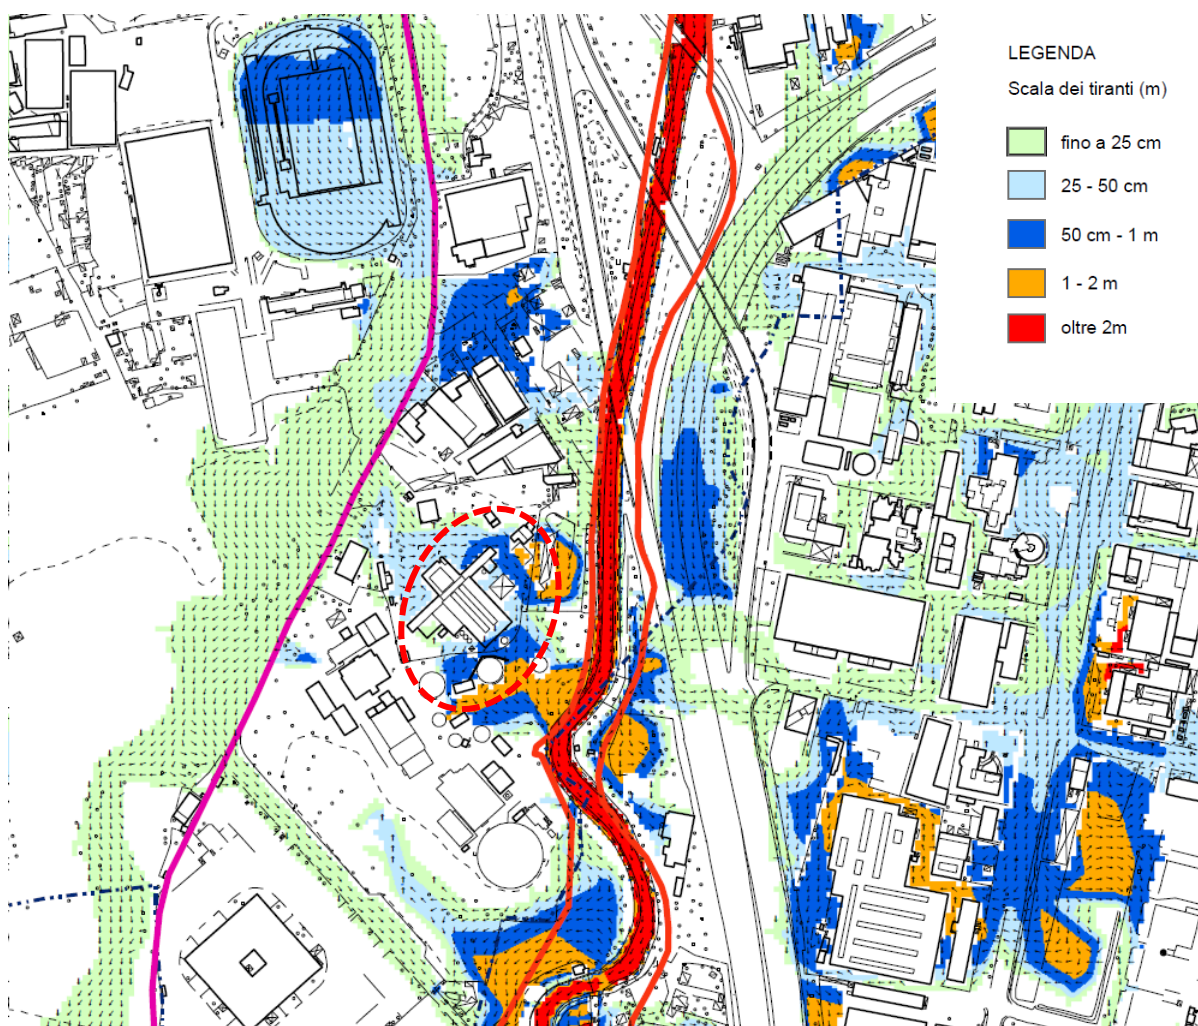 LEGENDA
Scala dei tiranti (m)
fino a 25 cm
25 - 50 cm
50 cm - 1 m
1 - 2 m
oltre 2m